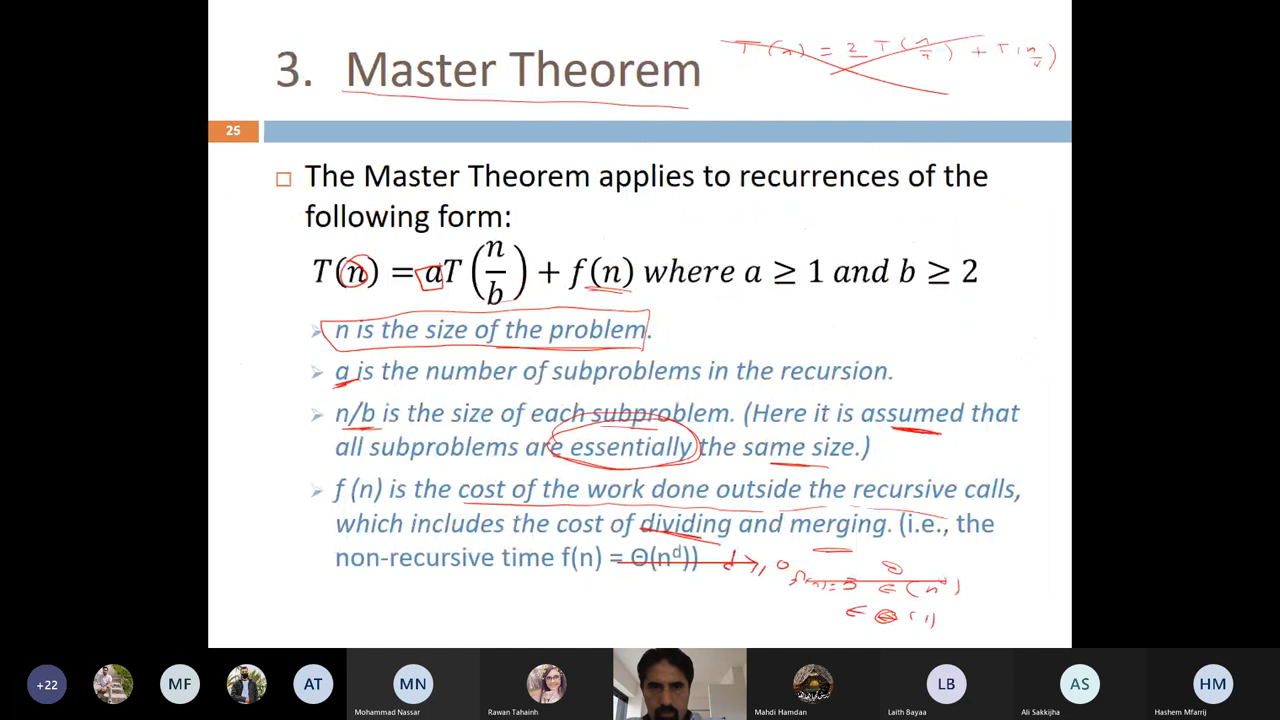 3. Master Theorem
T(n) = 2 T(
) + T(
)
25
The Master Theorem applies to recurrences of the
following form:
T(n) = aT(n/b) + f(n) where a ≥ 1 and b ≥ 2
n is the size of the problem.
a is the number of subproblems in the recursion.
n/b is the size of each subproblem. (Here it is assumed that
all subproblems are essentially the same size.)
f (n) is the cost of the work done outside the recursive calls,
which includes the cost of dividing and merging. (i.e., the
non-recursive time f(n) = Θ(nᵈ))
+22
MF
AT
MN
Mohammad Nassar
Rawan Tahainh
Mahdi Hamdan
LB
Laith Bayaa
AS
Ali Sakkijha
HM
Hashem Mfarrij